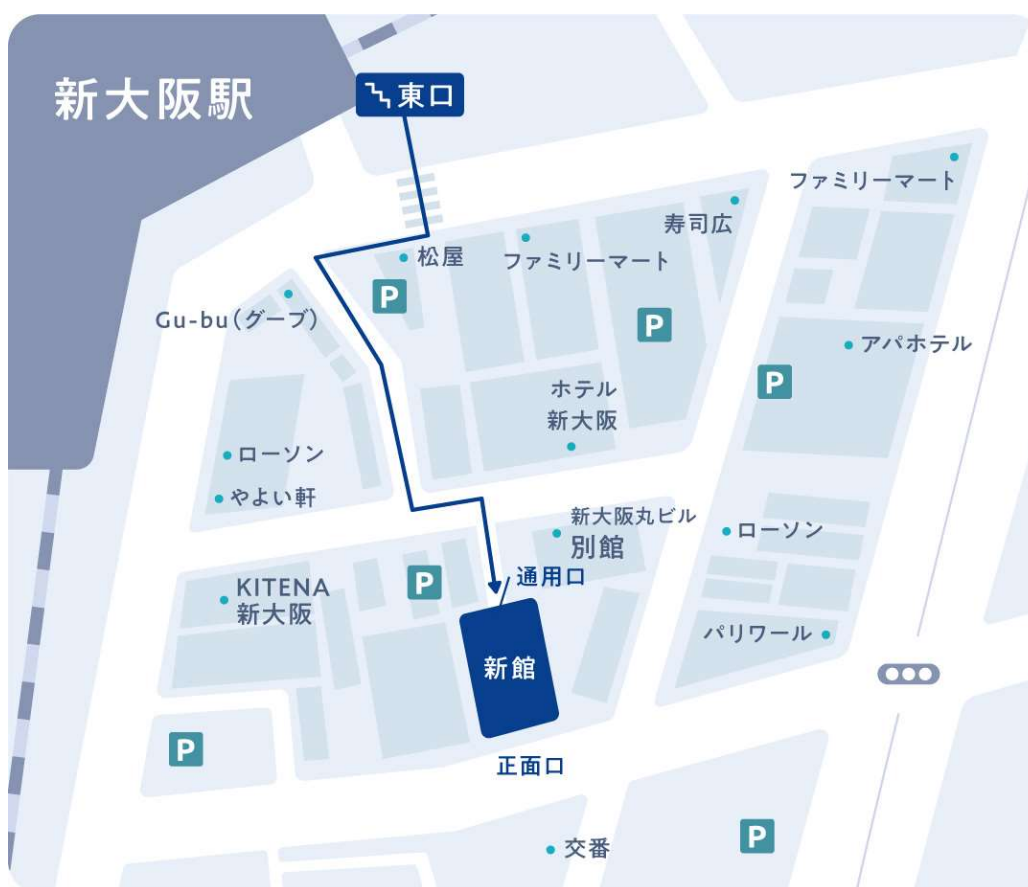 新大阪駅
東口
ファミリーマート
寿司広
松屋
ファミリーマート
P
Gu-bu（グーブ）
P
アパホテル
P
ホテル
新大阪
ローソン
やよい軒
新大阪丸ビル
別館
ローソン
通用口
P
KITENA
新大阪
パリワール
新館
P
正面口
P
交番